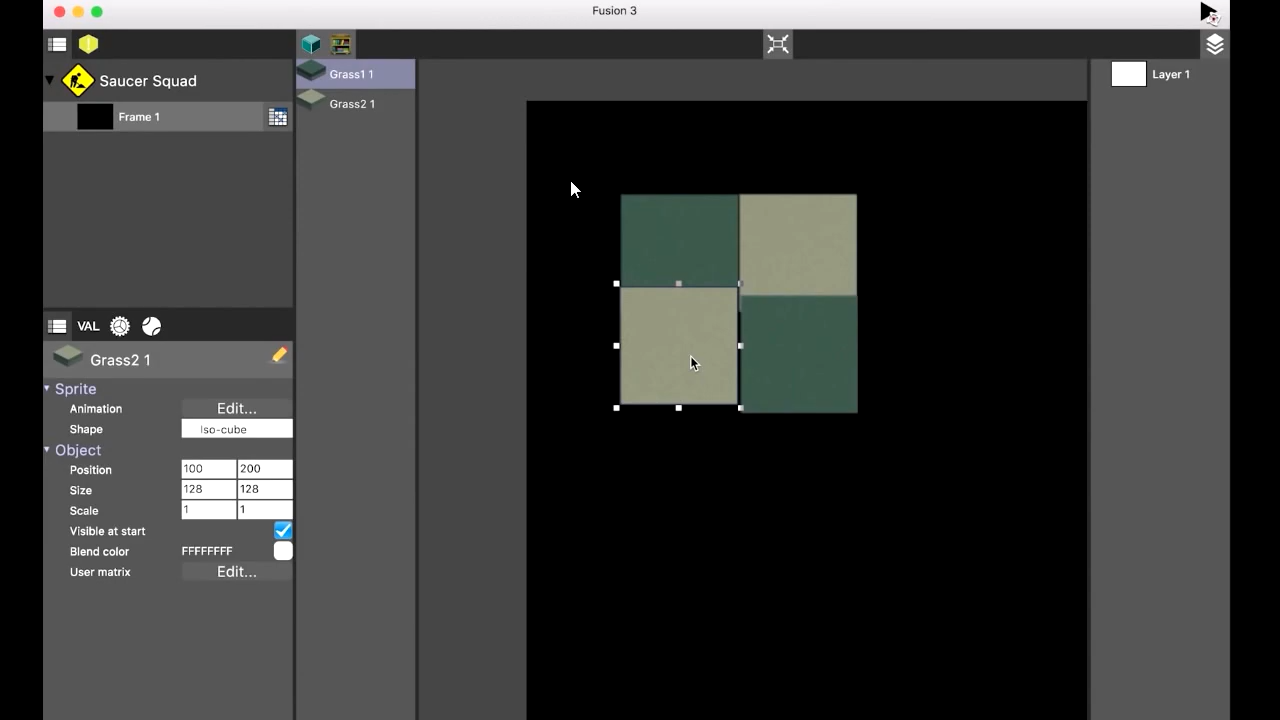 Fusion 3
Saucer Squad
Frame 1
Grass1 1
Grass2 1
Layer 1
VAL
Grass2 1
Sprite
Animation Edit...
Shape Iso-cube
Object
Position 100 200
Size 128 128
Scale 1 1
Visible at start
Blend color FFFFFFFF
User matrix Edit...